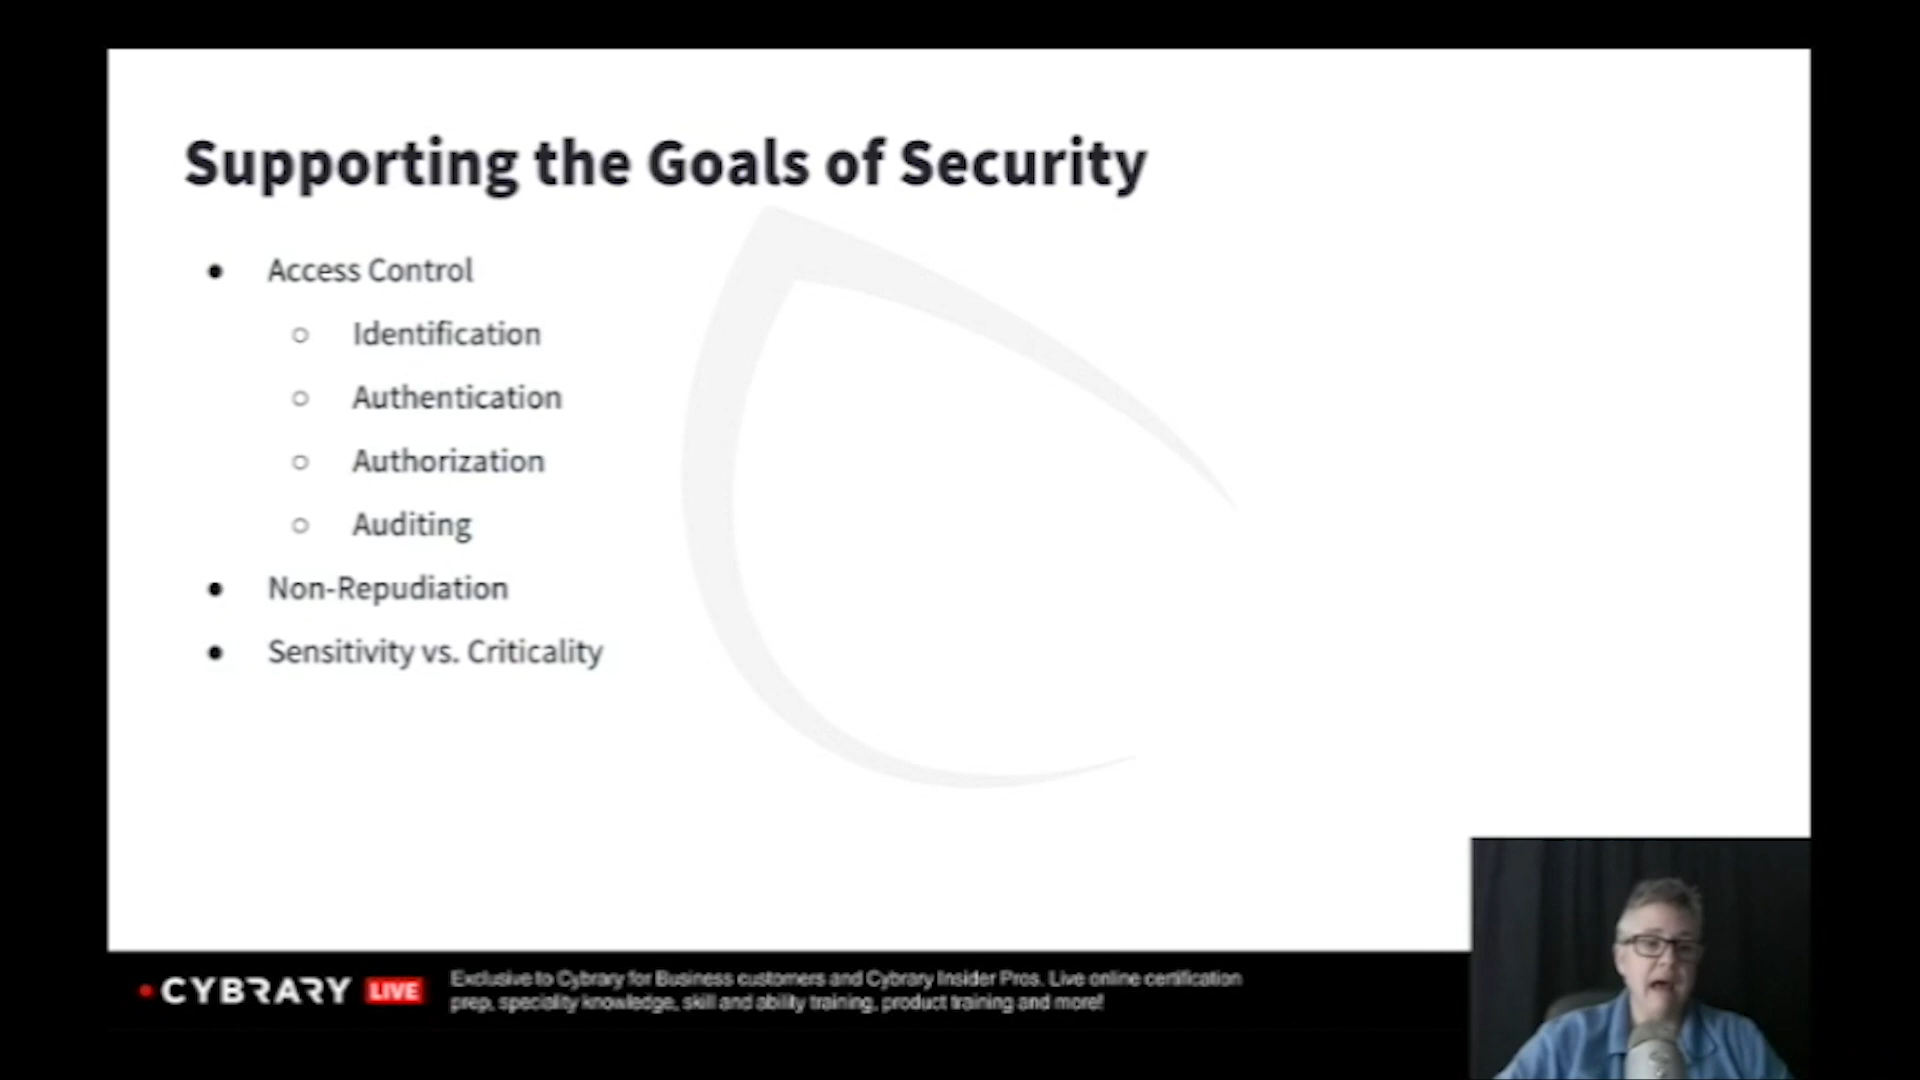 Supporting the Goals of Security
Access Control
Identification
Authentication
Authorization
Auditing
Non-Repudiation
Sensitivity vs. Criticality
CYBRARY LIVE
Exclusive to Cybrary for Business customers and Cybrary Insider Pros. Live online certification
prep, speciality knowledge, skill and ability training, product training and more!